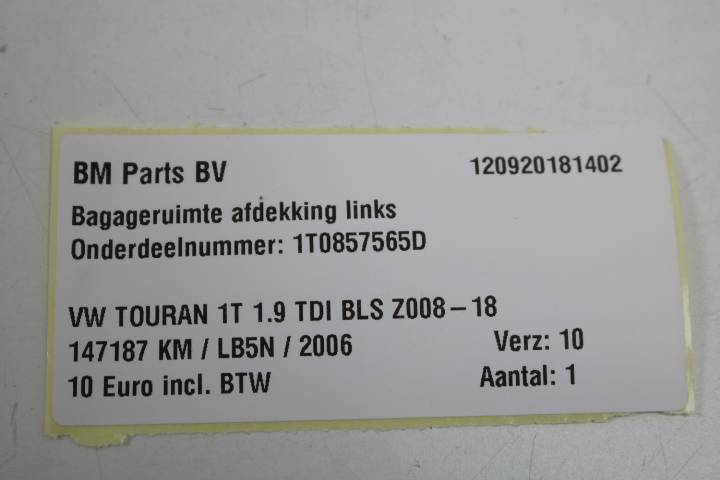 BM Parts BV 120920181402
Bagageruimte afdekking links
Onderdeelnummer: 1T0857565D
VW TOURAN 1T 1.9 TDI BLS Z008-18
147187 KM / LB5N / 2006 Verz: 10
10 Euro incl. BTW Aantal: 1